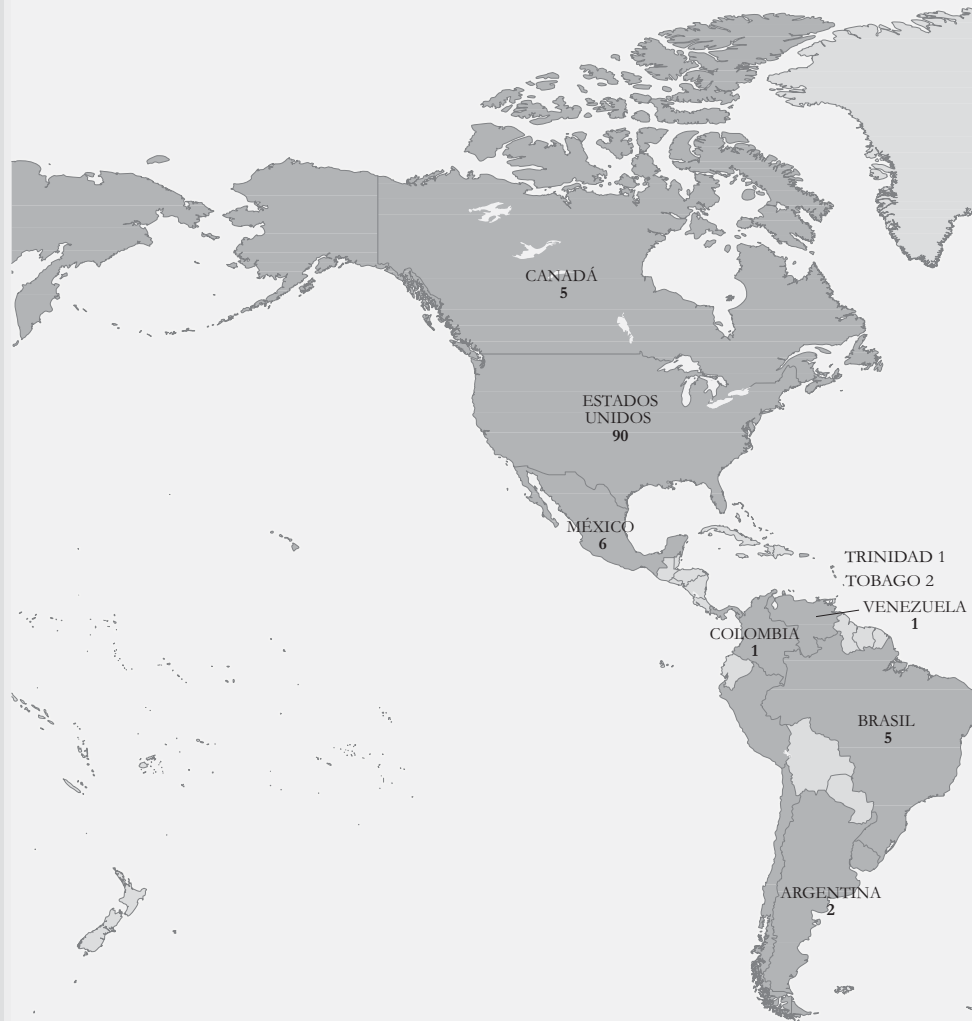 CANADÁ
5
ESTADOS
UNIDOS
90
MÉXICO
6
TRINIDAD 1
TOBAGO 2
VENEZUELA
1
COLOMBIA
1
BRASIL
5
ARGENTINA
2